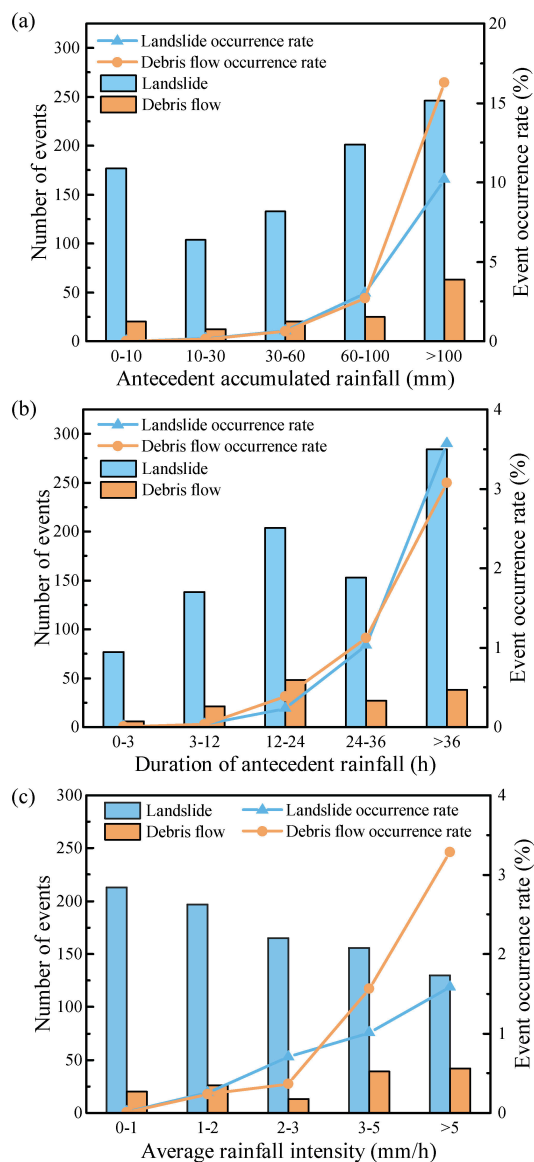 (a)
Landslide occurrence rate
Debris flow occurrence rate
Landslide
Debris flow
Number of events
300
250
200
150
100
50
0
Event occurrence rate (%)
20
15
10
5
0
0-10 10-30 30-60 60-100 >100
Antecedent accumulated rainfall (mm)
(b)
Landslide occurrence rate
Debris flow occurrence rate
Landslide
Debris flow
Number of events
300
250
200
150
100
50
0
Event occurrence rate (%)
4
3
2
1
0
0-3 3-12 12-24 24-36 >36
Duration of antecedent rainfall (h)
(c)
Landslide Landslide occurrence rate
Debris flow Debris flow occurrence rate
Number of events
300
250
200
150
100
50
0
Event occurrence rate (%)
4
3
2
1
0
0-1 1-2 2-3 3-5 >5
Average rainfall intensity (mm/h)